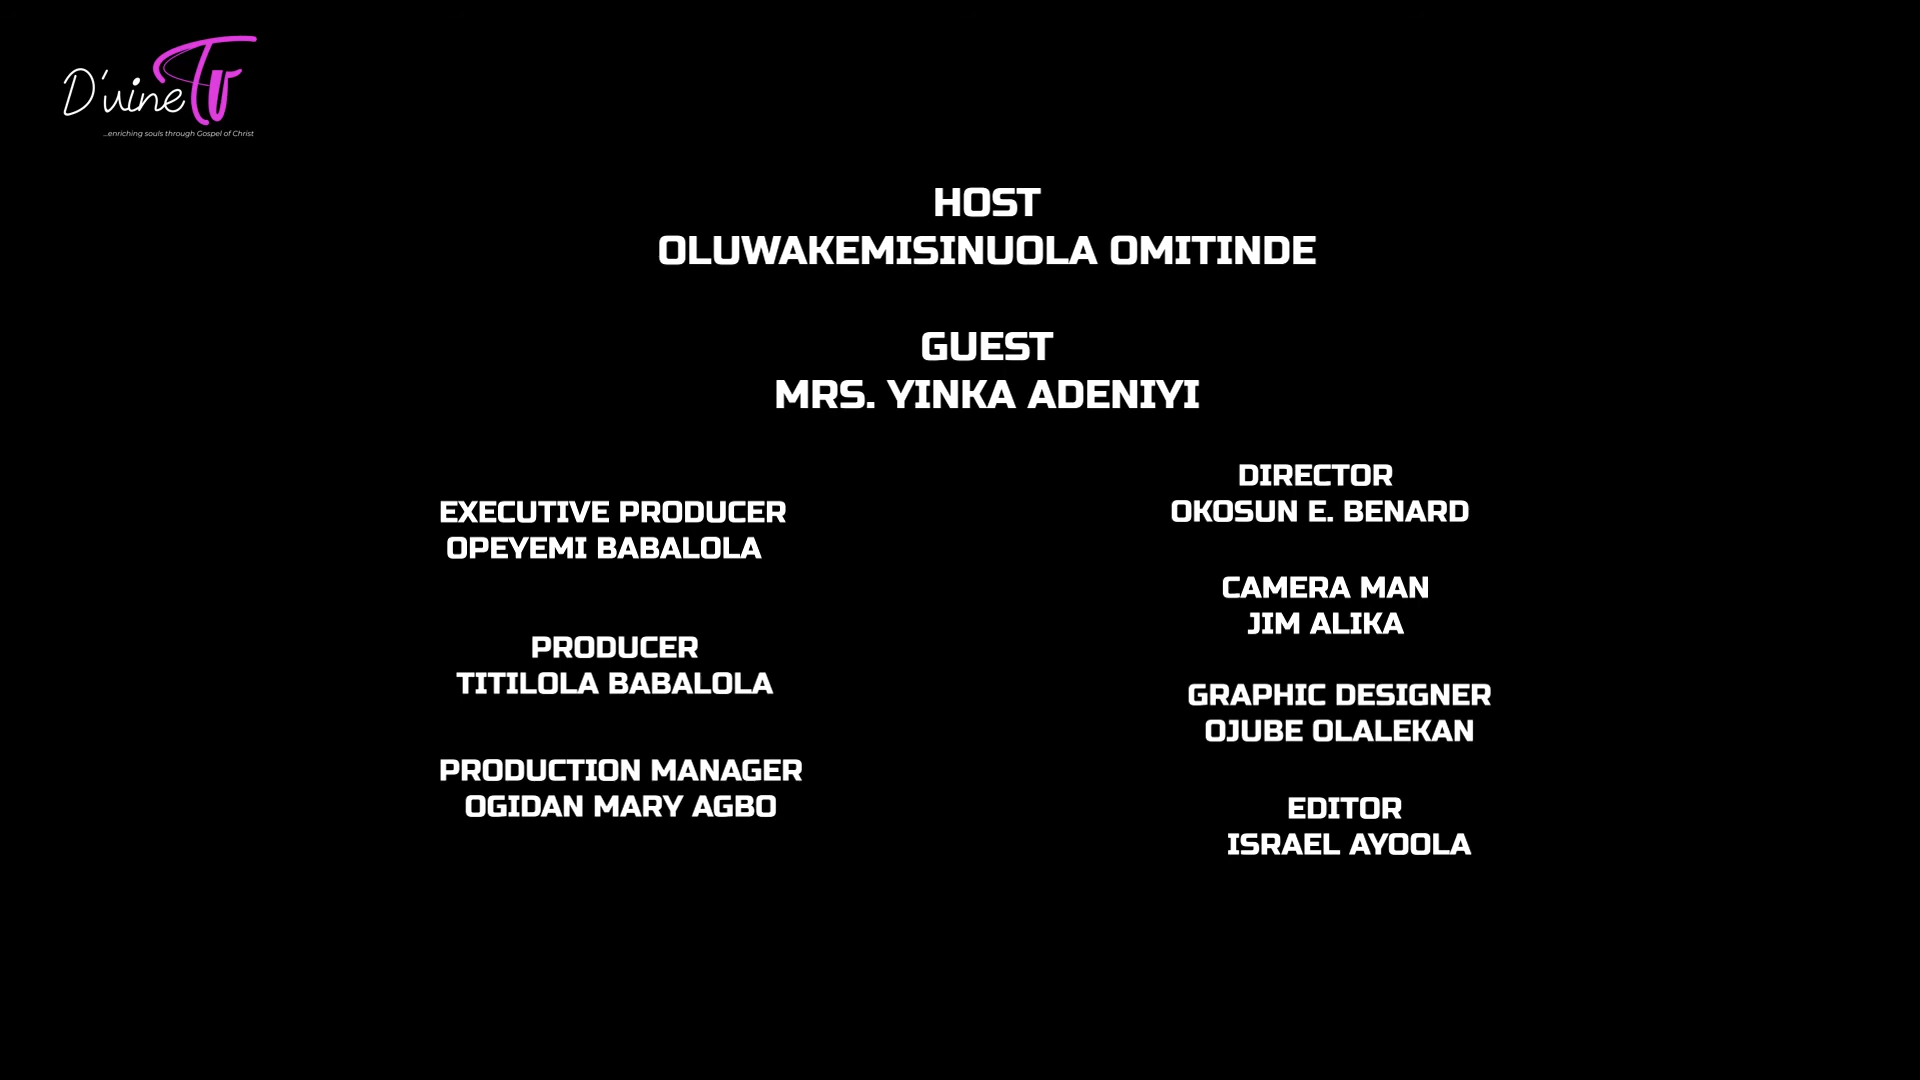 D'vine Tv
...enriching souls through Gospel of Christ
HOST
OLUWAKEMISINUOLA OMITINDE
GUEST
MRS. YINKA ADENIYI
EXECUTIVE PRODUCER
OPEYEMI BABALOLA
PRODUCER
TITILOLA BABALOLA
PRODUCTION MANAGER
OGIDAN MARY AGBO
DIRECTOR
OKOSUN E. BENARD
CAMERA MAN
JIM ALIKA
GRAPHIC DESIGNER
OJUBE OLALEKAN
EDITOR
ISRAEL AYOOLA